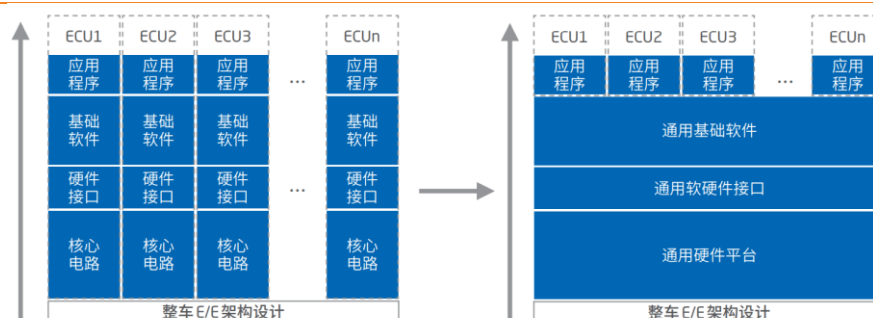 ECU1 ECU2 ECU3 ECUn
应用 应用 应用 应用
程序 程序 程序 … 程序
基础 基础 基础 基础
软件 软件 软件 软件
硬件 硬件 硬件 硬件
接口 接口 接口 … 接口
核心 核心 核心 核心
电路 电路 电路 电路
整车E/E架构设计
ECU1 ECU2 ECU3 ECUn
应用 应用 应用 应用
程序 程序 程序 … 程序
通用基础软件
通用软硬件接口
通用硬件平台
整车E/E架构设计